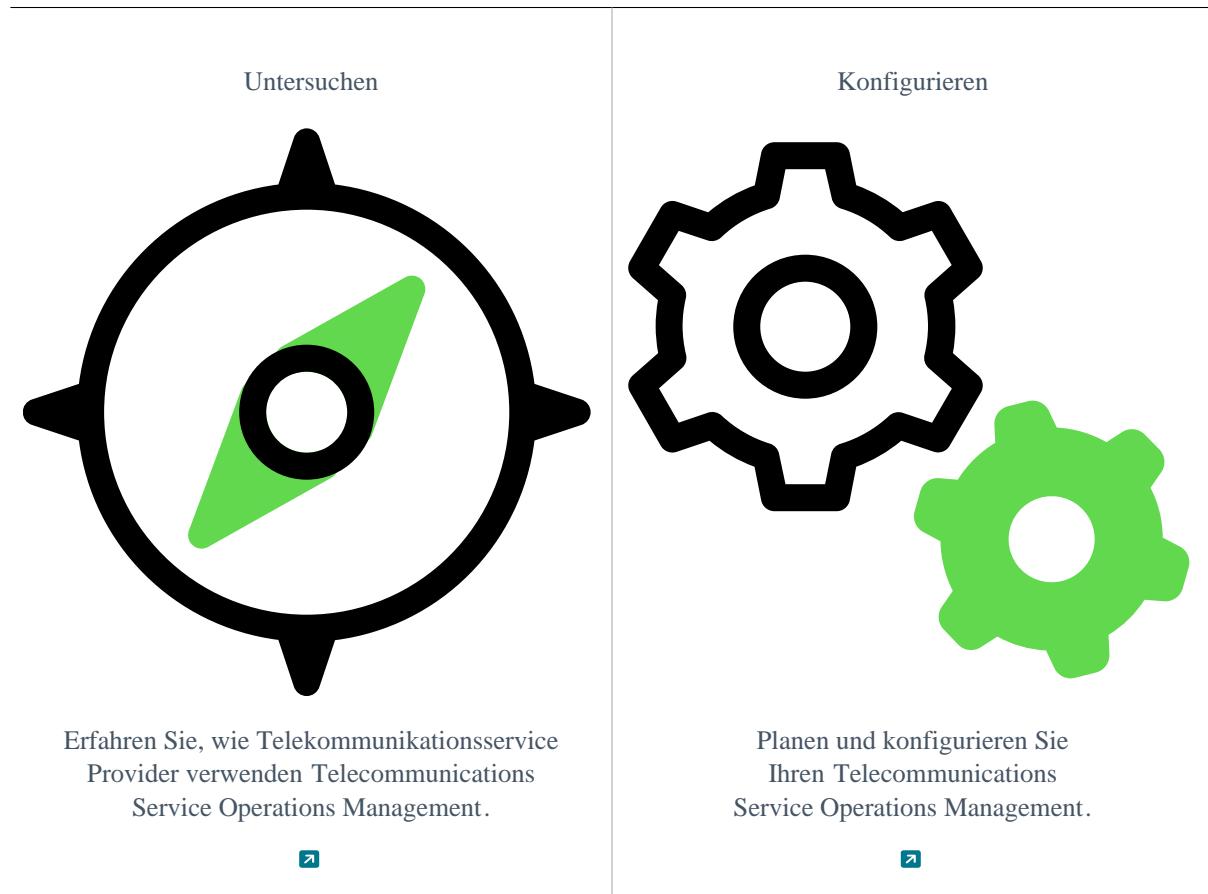 Untersuchen
Erfahren Sie, wie Telekommunikationsservice
Provider verwenden Telecommunications
Service Operations Management.
Konfigurieren
Planen und konfigurieren Sie
Ihren Telecommunications
Service Operations Management.